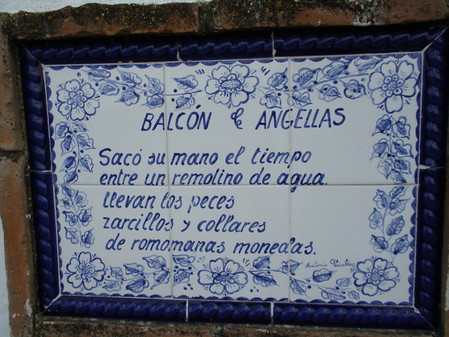 BALCÓN de ANGELLAS
Sacó su mano el tiempo
entre un remolino de agua.
llevan los peces
zarcillos y collares
de romomanas monedas.